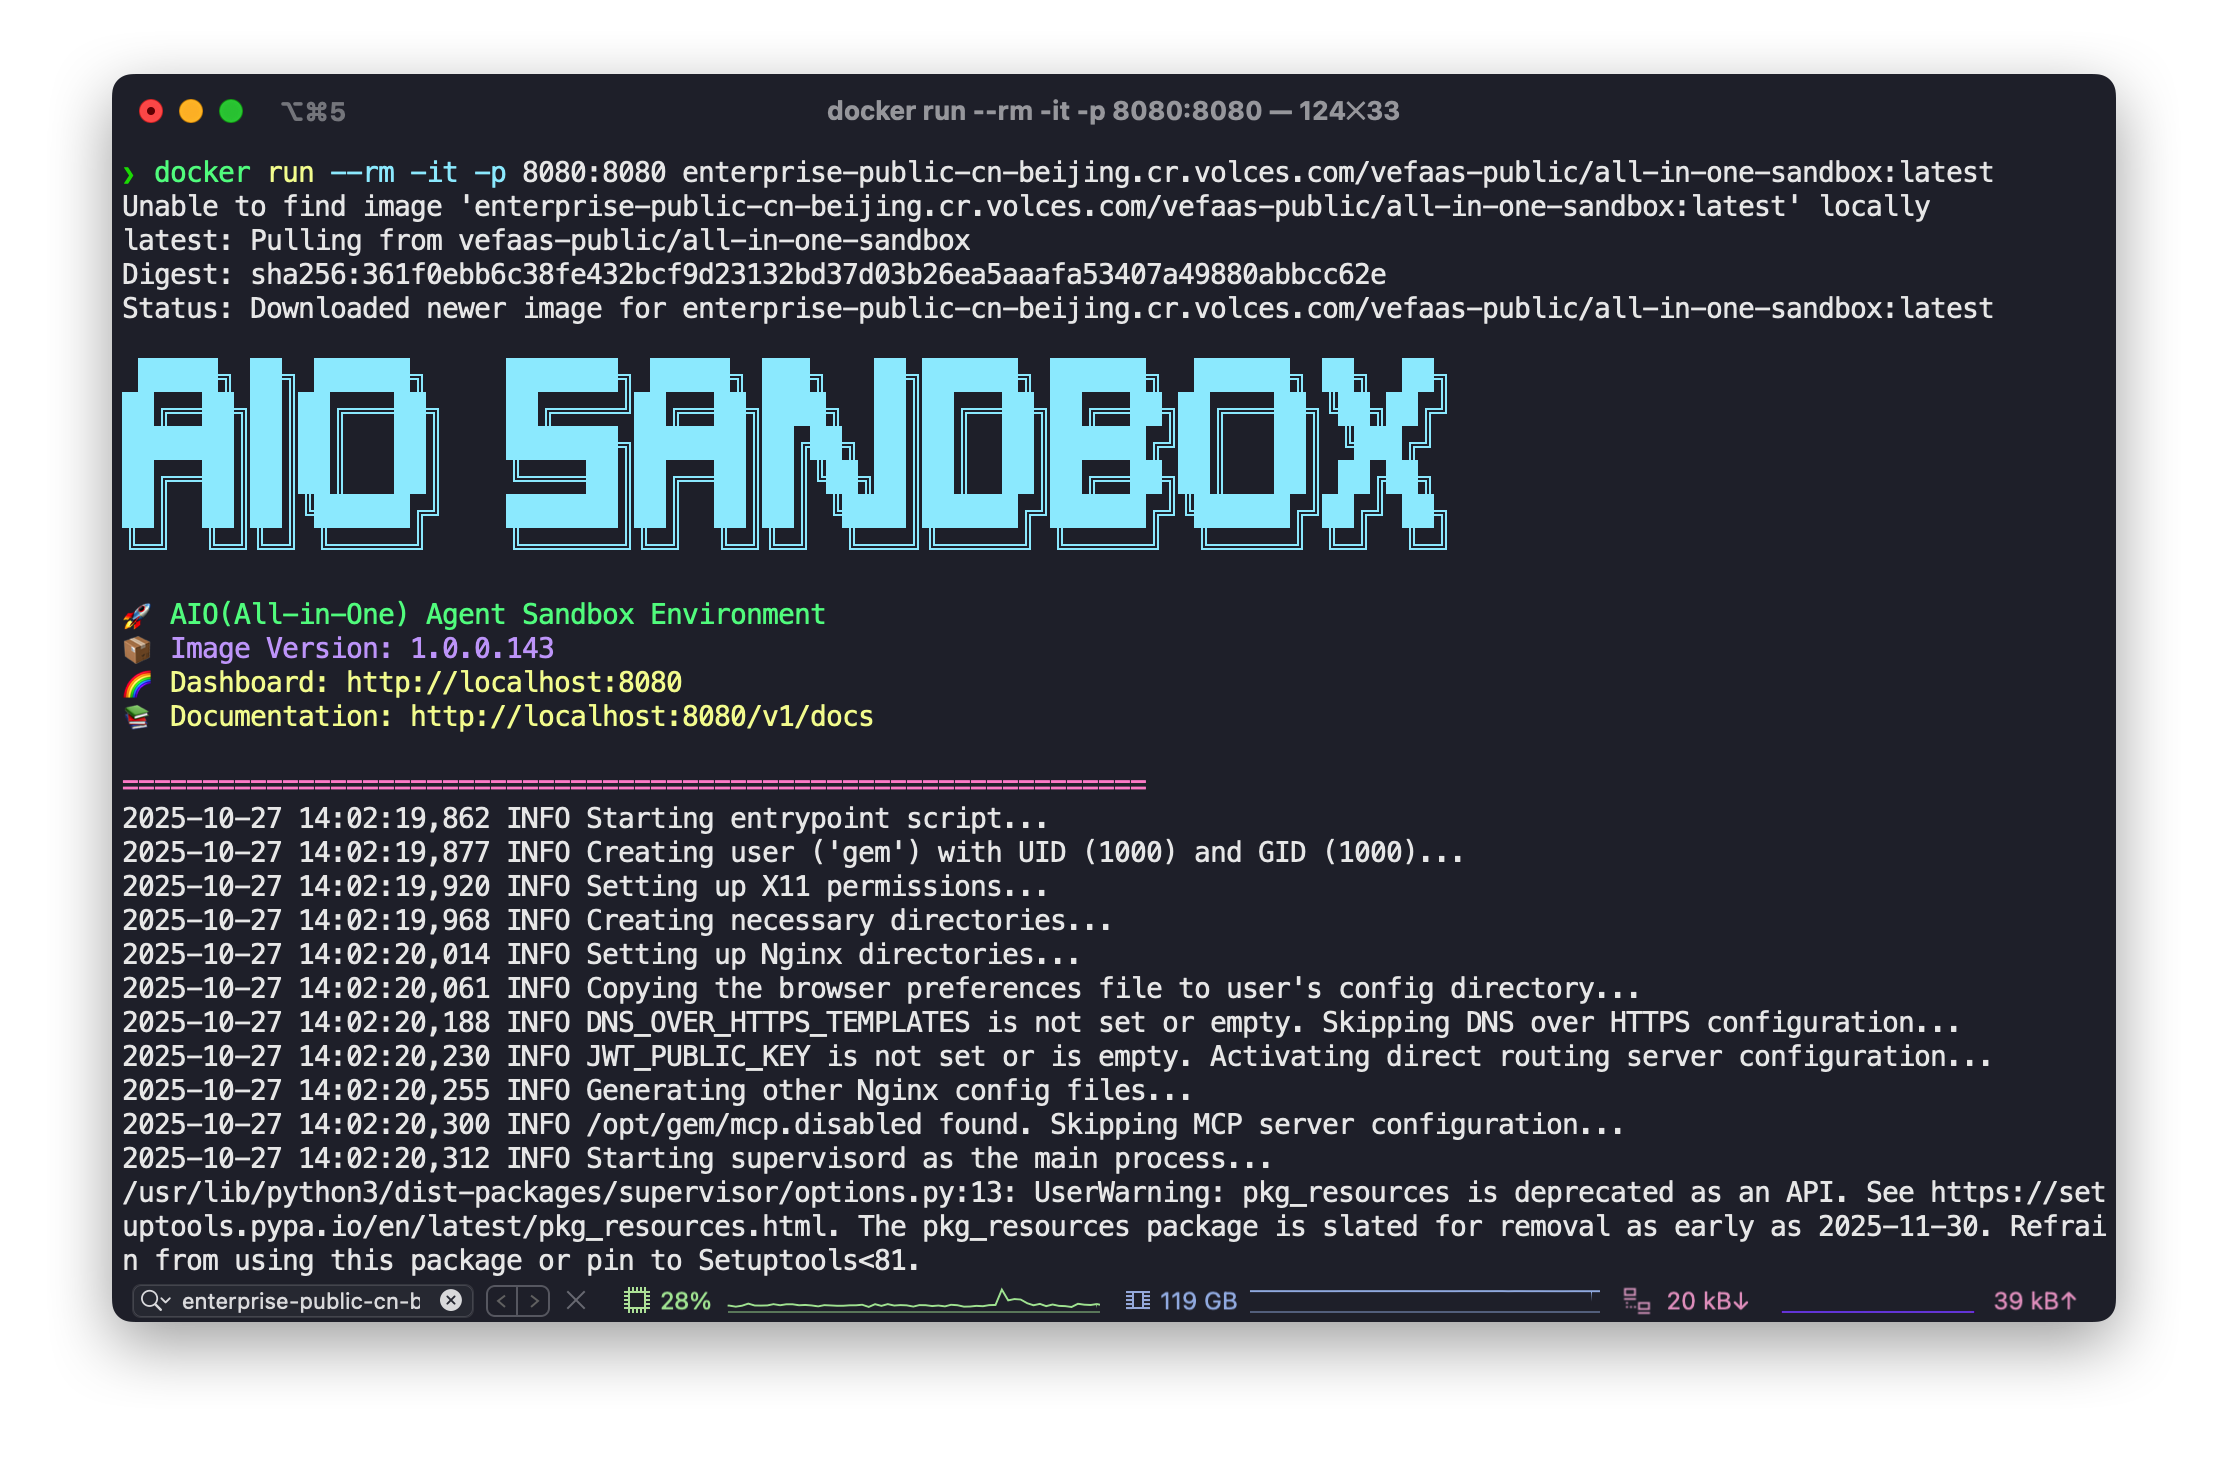 ⌥⌘5
docker run --rm -it -p 8080:8080 — 124×33
❯ docker run --rm -it -p 8080:8080 enterprise-public-cn-beijing.cr.volces.com/vefaas-public/all-in-one-sandbox:latest
Unable to find image 'enterprise-public-cn-beijing.cr.volces.com/vefaas-public/all-in-one-sandbox:latest' locally
latest: Pulling from vefaas-public/all-in-one-sandbox
Digest: sha256:361f0ebb6c38fe432bcf9d23132bd37d03b26ea5aaafa53407a49880abbcc62e
Status: Downloaded newer image for enterprise-public-cn-beijing.cr.volces.com/vefaas-public/all-in-one-sandbox:latest
AIO SANDBOX
🚀 AIO(All-in-One) Agent Sandbox Environment
📦 Image Version: 1.0.0.143
🌈 Dashboard: http://localhost:8080
📚 Documentation: http://localhost:8080/v1/docs
================================================================
2025-10-27 14:02:19,862 INFO Starting entrypoint script...
2025-10-27 14:02:19,877 INFO Creating user ('gem') with UID (1000) and GID (1000)...
2025-10-27 14:02:19,920 INFO Setting up X11 permissions...
2025-10-27 14:02:19,968 INFO Creating necessary directories...
2025-10-27 14:02:20,014 INFO Setting up Nginx directories...
2025-10-27 14:02:20,061 INFO Copying the browser preferences file to user's config directory...
2025-10-27 14:02:20,188 INFO DNS_OVER_HTTPS_TEMPLATES is not set or empty. Skipping DNS over HTTPS configuration...
2025-10-27 14:02:20,230 INFO JWT_PUBLIC_KEY is not set or is empty. Activating direct routing server configuration...
2025-10-27 14:02:20,255 INFO Generating other Nginx config files...
2025-10-27 14:02:20,300 INFO /opt/gem/mcp.disabled found. Skipping MCP server configuration...
2025-10-27 14:02:20,312 INFO Starting supervisord as the main process...
/usr/lib/python3/dist-packages/supervisor/options.py:13: UserWarning: pkg_resources is deprecated as an API. See https://set
uptools.pypa.io/en/latest/pkg_resources.html. The pkg_resources package is slated for removal as early as 2025-11-30. Refrai
n from using this package or pin to Setuptools<81.
enterprise-public-cn-b 28% 119 GB 20 kB↓ 39 kB↑